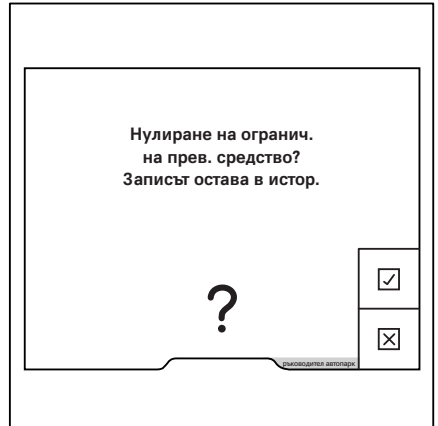 Нулиране на огранич.
на прев. средство?
Записът остава в истор.
?
ръководител автопарк